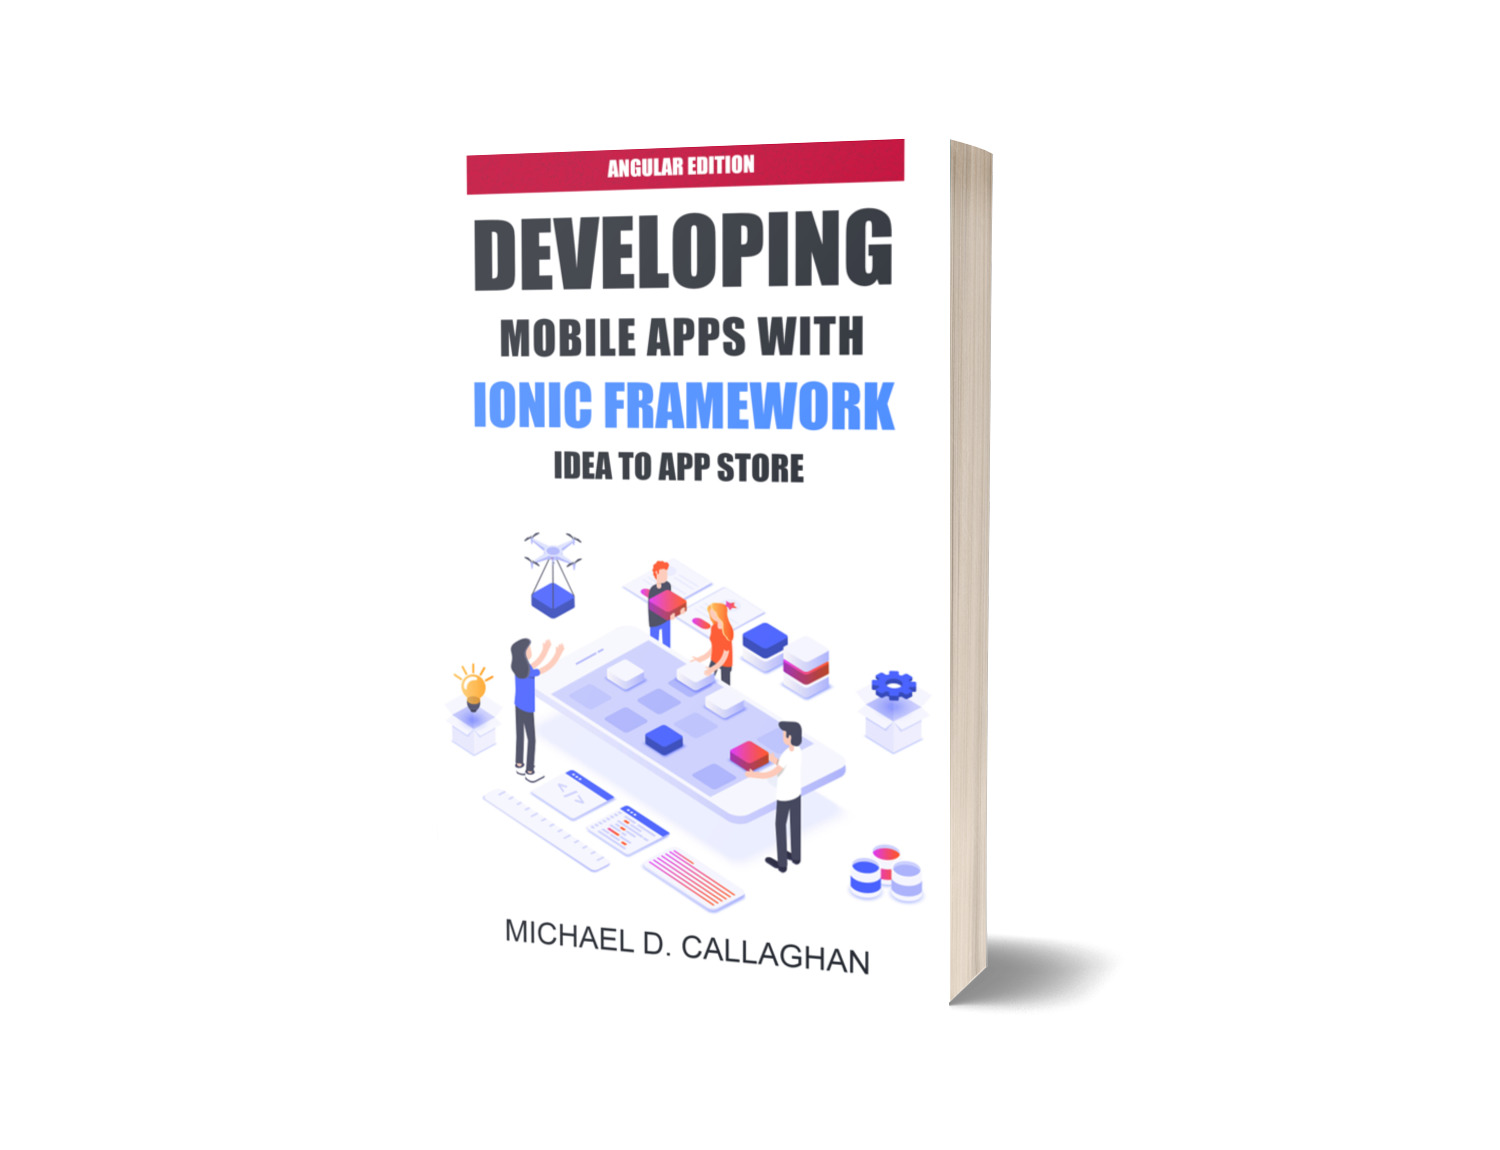 ANGULAR EDITION
DEVELOPING
MOBILE APPS WITH
IONIC FRAMEWORK
IDEA TO APP STORE
</>
MICHAEL D. CALLAGHAN